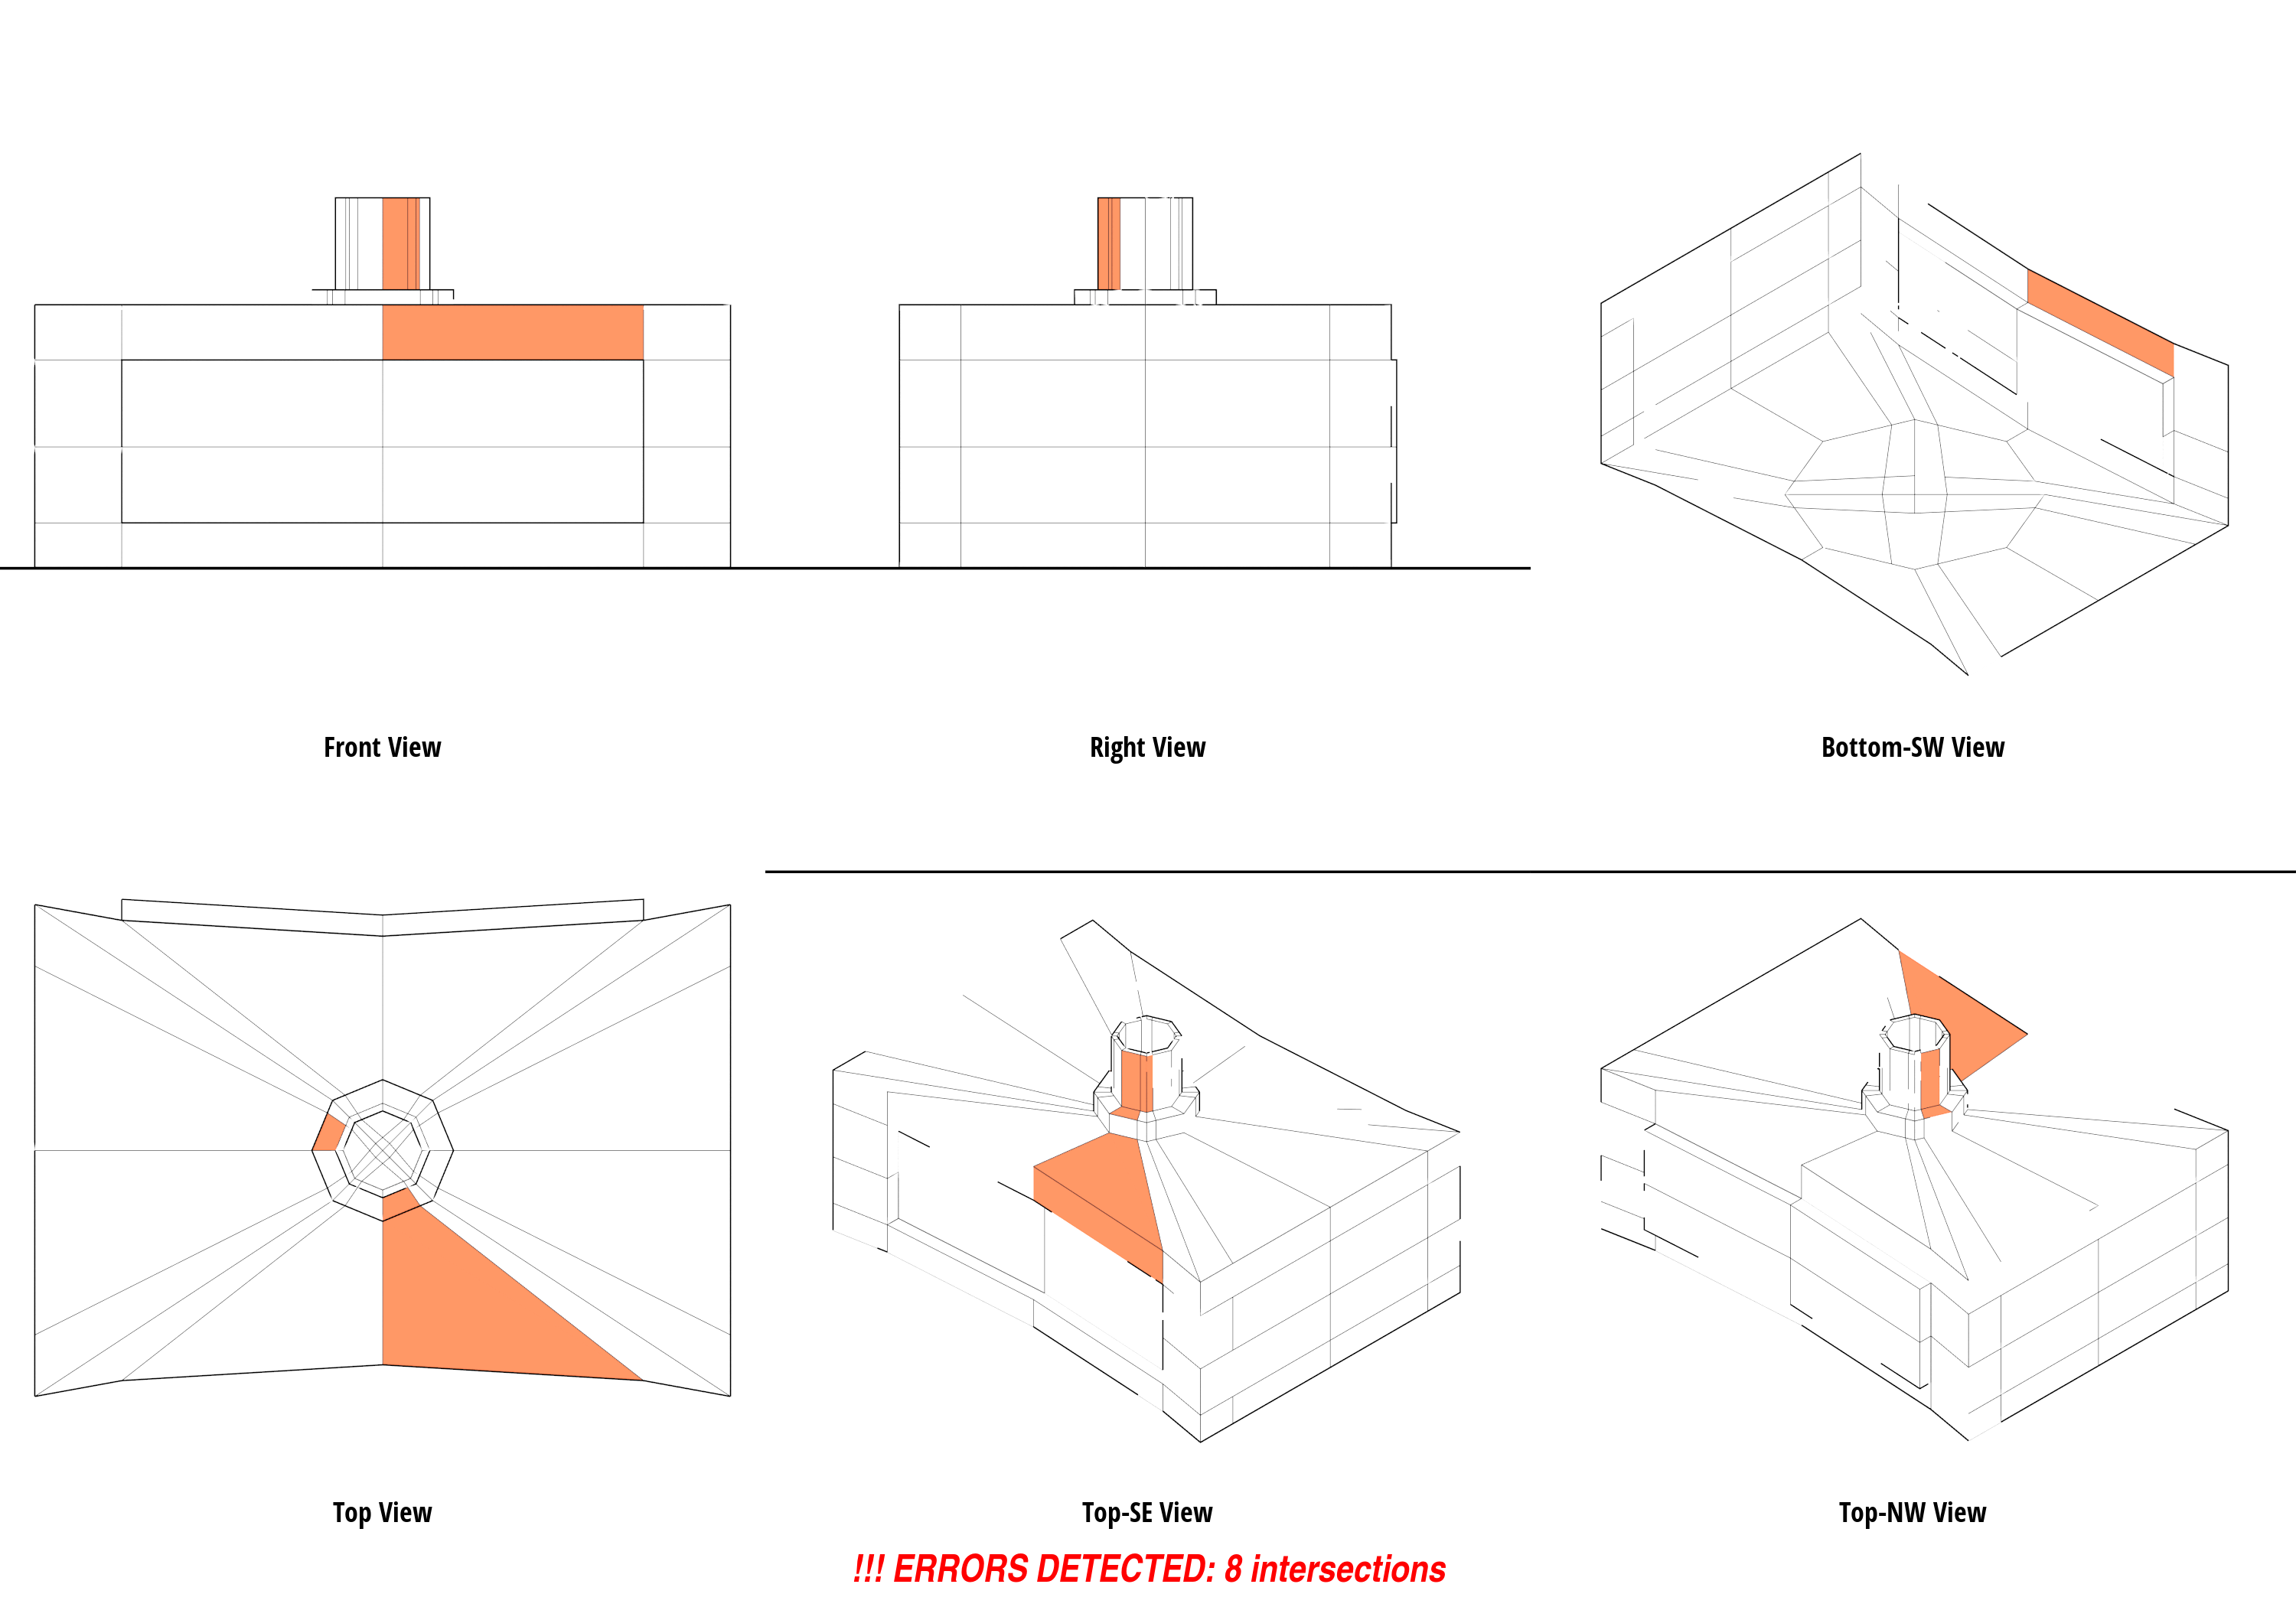 Front View
Right View
Bottom-SW View
Top View
Top-SE View
Top-NW View
!!! ERRORS DETECTED: 8 intersections